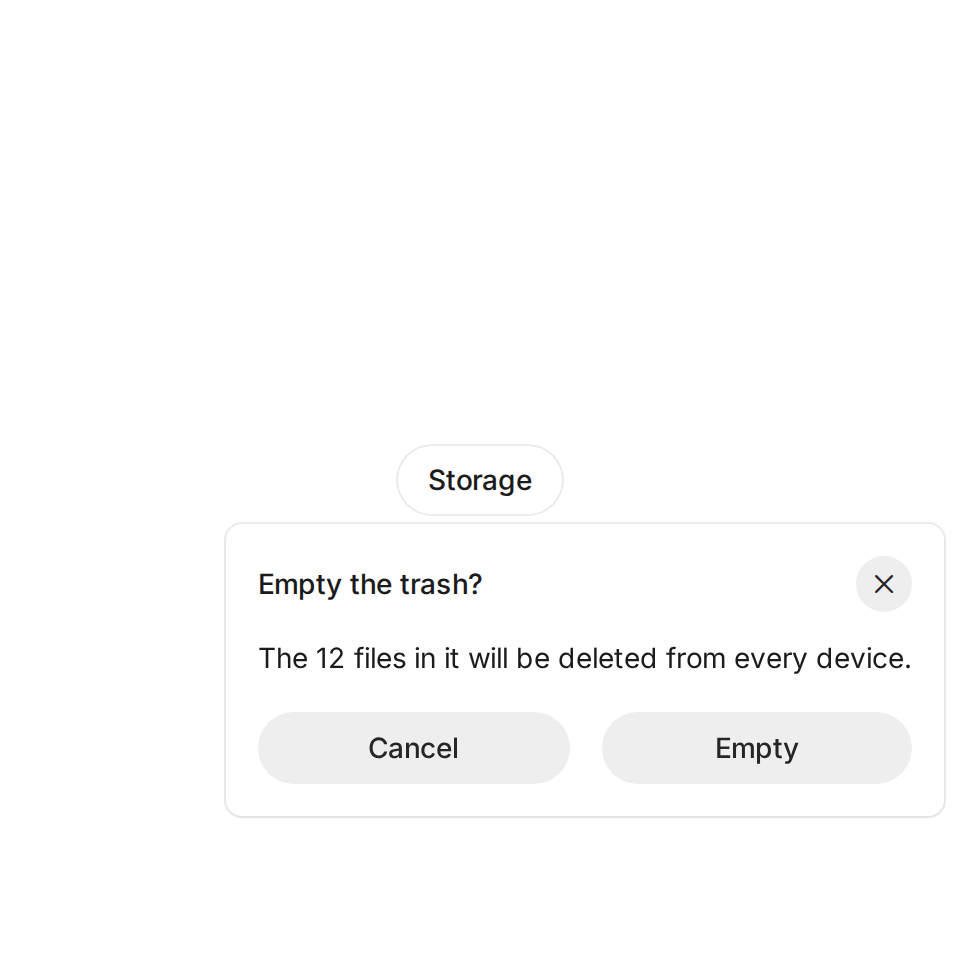 Storage
Empty the trash?
The 12 files in it will be deleted from every device.
Cancel
Empty